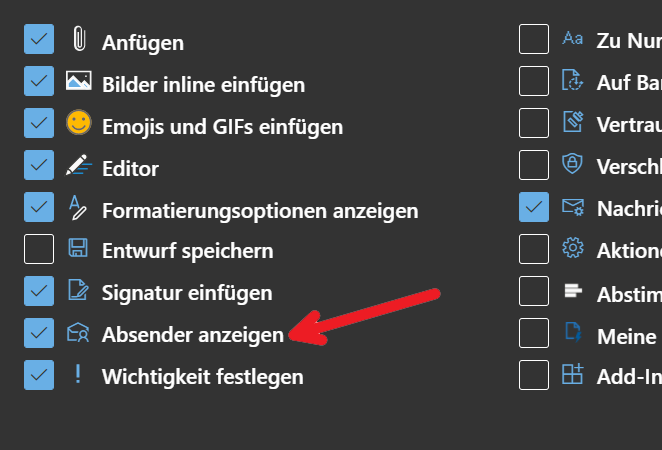 Anfügen
Bilder inline einfügen
Emojis und GIFs einfügen
Editor
Formatierungsoptionen anzeigen
Entwurf speichern
Signatur einfügen
Absender anzeigen
Wichtigkeit festlegen
Aa Zu Nur
Auf Ba
Vertrau
Verschl
Nachric
Aktione
Abstim
Meine
Add-In